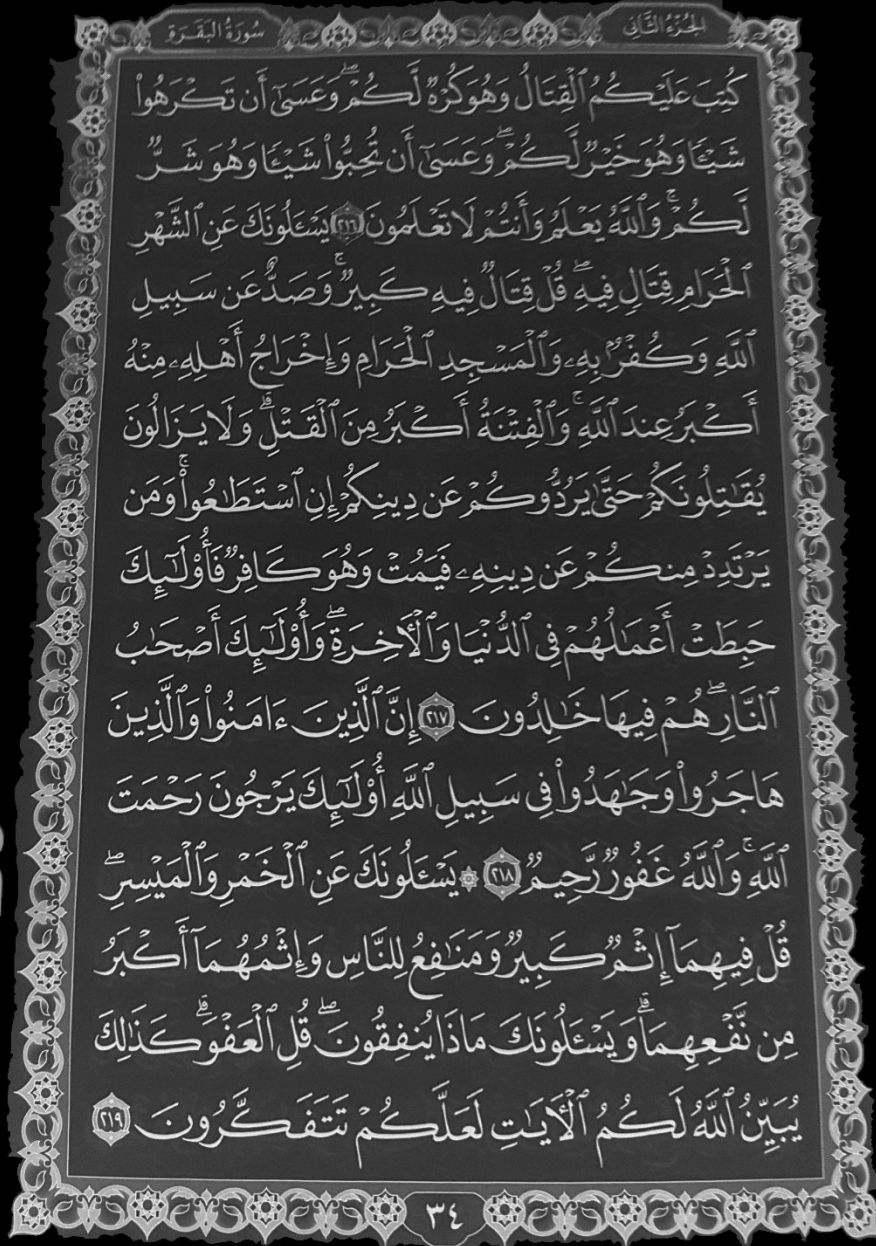 الجزء الثاني
سورة البقرة
كُتِبَ عَلَيْكُمُ ٱلْقِتَالُ وَهُوَ كُرْهٌ لَّكُمْ ۖ وَعَسَىٰٓ أَن تَكْرَهُوا۟
شَيْـًٔا وَهُوَ خَيْرٌ لَّكُمْ ۖ وَعَسَىٰٓ أَن تُحِبُّوا۟ شَيْـًٔا وَهُوَ شَرٌّ
لَّكُمْ ۗ وَٱللَّهُ يَعْلَمُ وَأَنتُمْ لَا تَعْلَمُونَ ٢١٦ يَسْـَٔلُونَكَ عَنِ ٱلشَّهْرِ
ٱلْحَرَامِ قِتَالٍ فِيهِ ۖ قُلْ قِتَالٌ فِيهِ كَبِيرٌ ۖ وَصَدٌّ عَن سَبِيلِ
ٱللَّهِ وَكُفْرٌۢ بِهِۦ وَٱلْمَسْجِدِ ٱلْحَرَامِ وَإِخْرَاجُ أَهْلِهِۦ مِنْهُ
أَكْبَرُ عِندَ ٱللَّهِ ۚ وَٱلْفِتْنَةُ أَكْبَرُ مِنَ ٱلْقَتْلِ ۗ وَلَا يَزَالُونَ
يُقَـٰتِلُونَكُمْ حَتَّىٰ يَرُدُّوكُمْ عَن دِينِكُمْ إِنِ ٱسْتَطَـٰعُوا۟ ۚ وَمَن
يَرْتَدِدْ مِنكُمْ عَن دِينِهِۦ فَيَمُتْ وَهُوَ كَافِرٌ فَأُو۟لَـٰٓئِكَ
حَبِطَتْ أَعْمَـٰلُهُمْ فِى ٱلدُّنْيَا وَٱلْـَٔاخِرَةِ ۖ وَأُو۟لَـٰٓئِكَ أَصْحَـٰبُ
ٱلنَّارِ ۖ هُمْ فِيهَا خَـٰلِدُونَ ٢١٧ إِنَّ ٱلَّذِينَ ءَامَنُوا۟ وَٱلَّذِينَ
هَاجَرُوا۟ وَجَـٰهَدُوا۟ فِى سَبِيلِ ٱللَّهِ أُو۟لَـٰٓئِكَ يَرْجُونَ رَحْمَتَ
ٱللَّهِ ۚ وَٱللَّهُ غَفُورٌ رَّحِيمٌ ٢١٨ ۞ يَسْـَٔلُونَكَ عَنِ ٱلْخَمْرِ وَٱلْمَيْسِرِ ۖ
قُلْ فِيهِمَآ إِثْمٌ كَبِيرٌ وَمَنَـٰفِعُ لِلنَّاسِ وَإِثْمُهُمَآ أَكْبَرُ
مِن نَّفْعِهِمَا ۗ وَيَسْـَٔلُونَكَ مَاذَا يُنفِقُونَ ۖ قُلِ ٱلْعَفْوَ ۗ كَذَٰلِكَ
يُبَيِّنُ ٱللَّهُ لَكُمُ ٱلْـَٔايَـٰتِ لَعَلَّكُمْ تَتَفَكَّرُونَ ٢١٩
٣٤